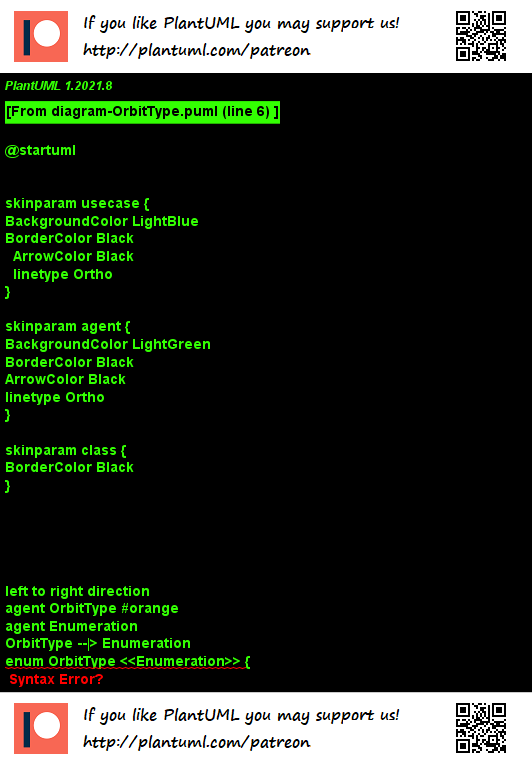 If you like PlantUML you may support us!
http://plantuml.com/patreon
PlantUML 1.2021.8
[From diagram-OrbitType.puml (line 6) ]
@startuml
skinparam usecase {
BackgroundColor LightBlue
BorderColor Black
ArrowColor Black
linetype Ortho
}
skinparam agent {
BackgroundColor LightGreen
BorderColor Black
ArrowColor Black
linetype Ortho
}
skinparam class {
BorderColor Black
}
left to right direction
agent OrbitType #orange
agent Enumeration
OrbitType --|> Enumeration
enum OrbitType <<Enumeration>> {
Syntax Error?
If you like PlantUML you may support us!
http://plantuml.com/patreon